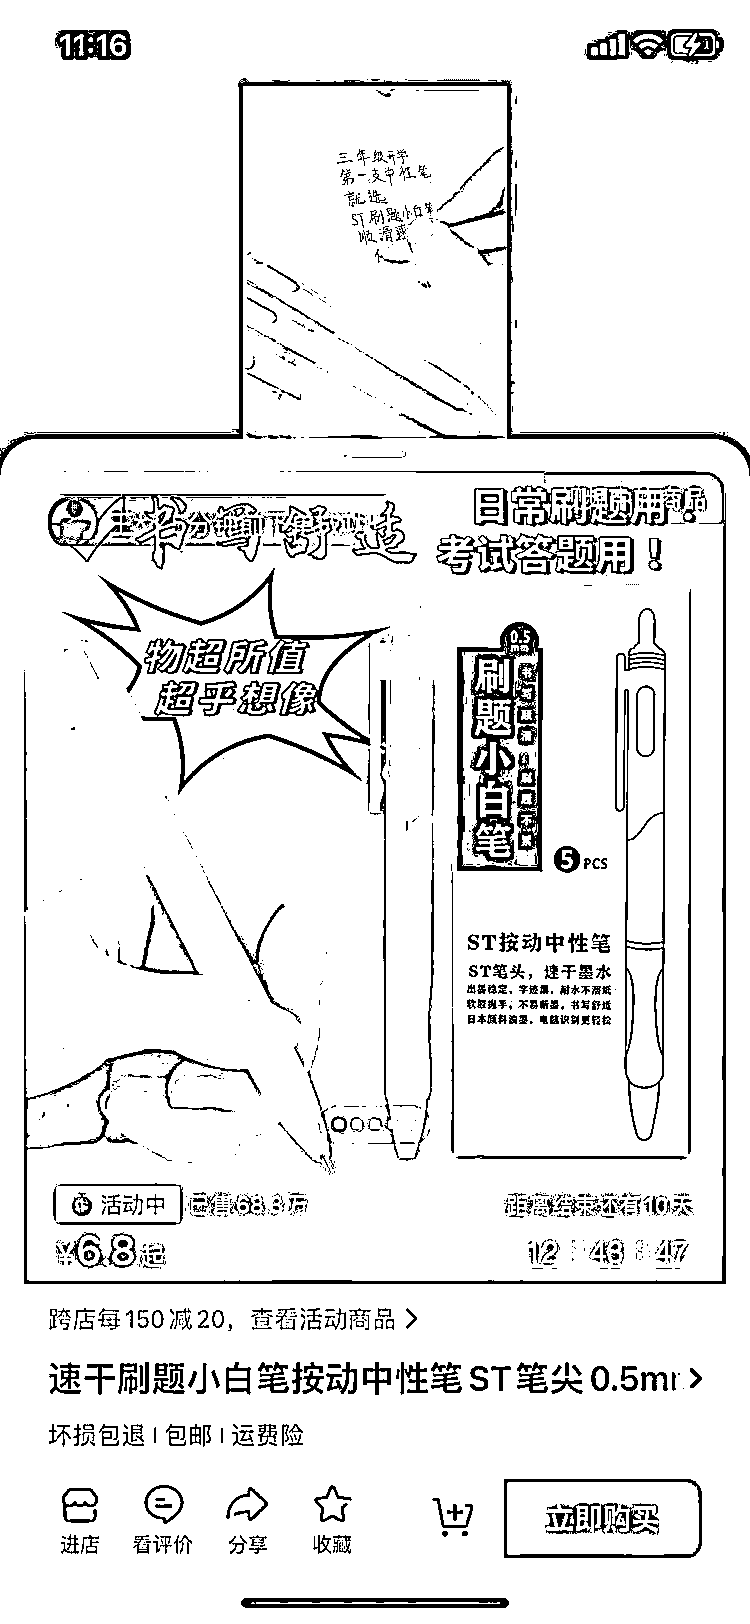 11:16
三年级开学
第一支中性笔
就选
ST刷题小白笔
顺滑
书写舒适
日常刷题用！
考试答题用！
物超所值
超乎想像
0.5
mm
刷题小白笔
5 PCS
ST按动中性笔
ST笔头，速干墨水
出墨稳定，字迹黑，耐水不洇纸
软胶握手，不易断墨，书写舒适
日本原料油墨，电脑识别更轻松
活动中 已售68.8万
距离结束还有10天
¥6.8起
12:48:47
跨店每150减20，查看活动商品
速干刷题小白笔按动中性笔ST笔尖0.5m
坏损包退 | 包邮 | 运费险
进店 看评价 分享 收藏
立即购买